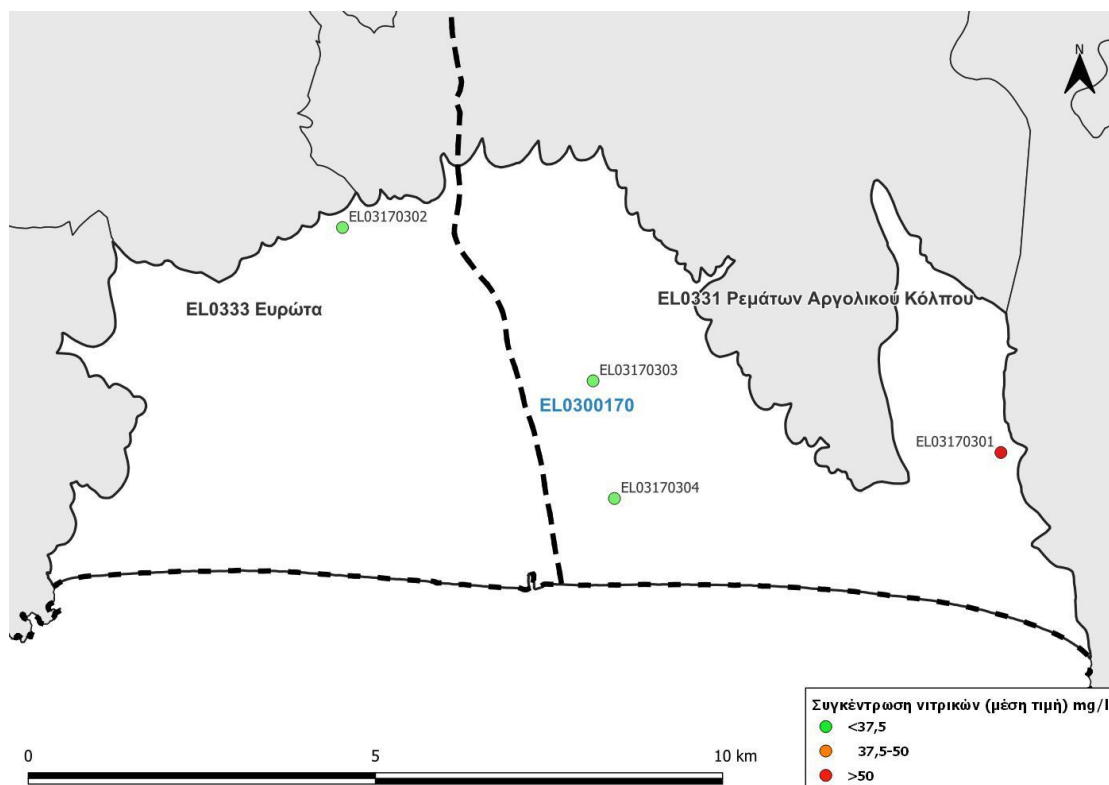 N
EL03170302
EL0333 Ευρώτα
EL0331 Ρεμάτων Αργολικού Κόλπου
EL03170303
EL0300170
EL03170301
EL03170304
Συγκέντρωση νιτρικών (μέση τιμή) mg/l
<37,5
37,5-50
>50
0 5 10 km